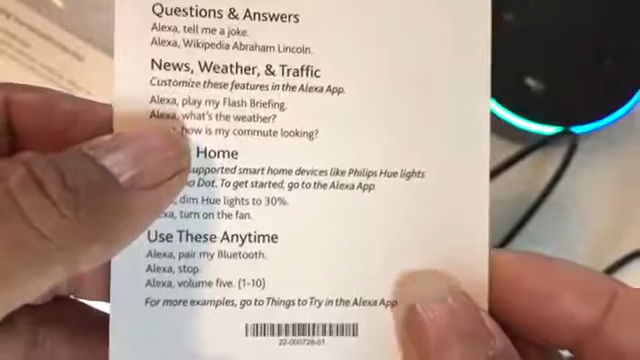 Questions & Answers
Alexa, tell me a joke.
Alexa, Wikipedia Abraham Lincoln.
News, Weather, & Traffic
Customize these features in the Alexa App.
Alexa, play my Flash Briefing.
Alexa, what's the weather?
how is my commute looking?
Home
supported smart home devices like Philips Hue lights
Dot. To get started, go to the Alexa App.
dim Hue lights to 30%.
turn on the fan.
Use These Anytime
Alexa, pair my Bluetooth.
Alexa, stop.
Alexa, volume five. (1-10)
For more examples, go to Things to Try in the Alexa App.
22-000728-01